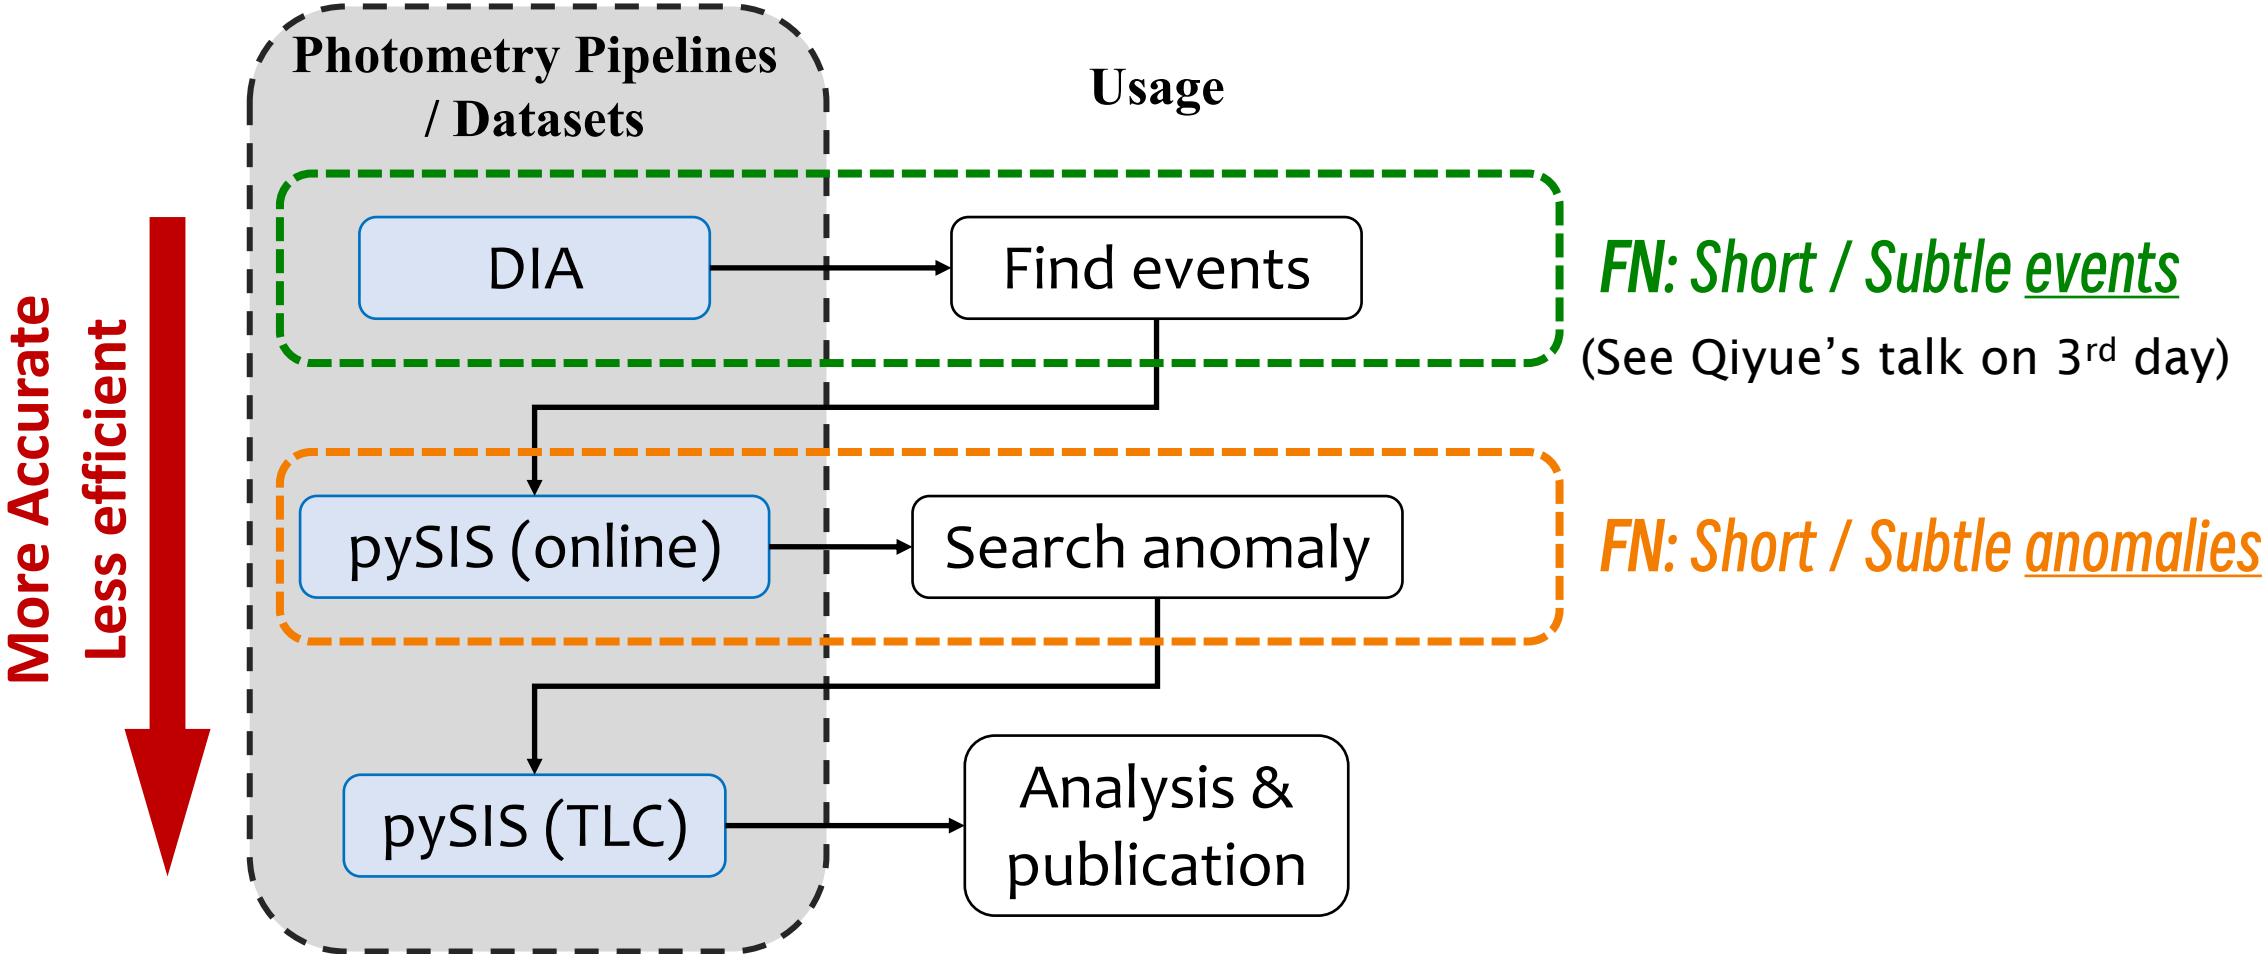 Photometry Pipelines
/ Datasets
Usage
More Accurate
Less efficient
DIA
Find events
FN: Short / Subtle events
(See Qiyue’s talk on 3rd day)
pySIS (online)
Search anomaly
FN: Short / Subtle anomalies
pySIS (TLC)
Analysis &
publication